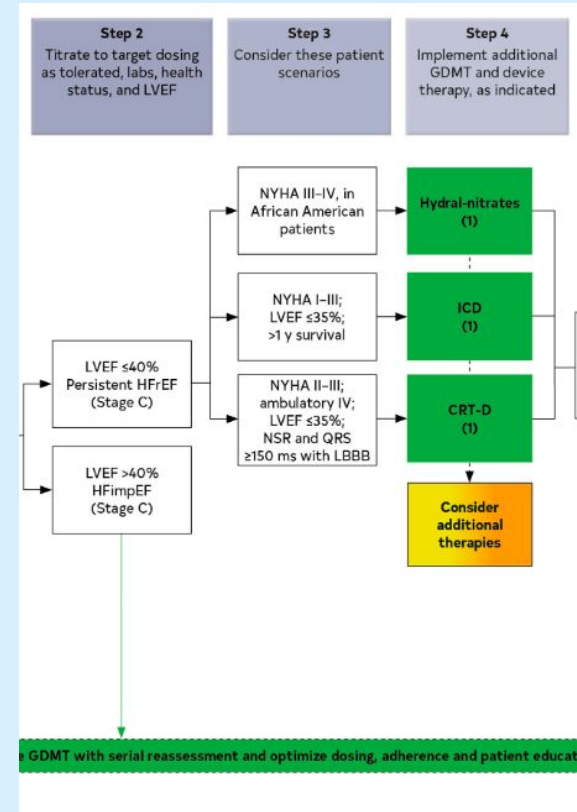 Step 2
Titrate to target dosing
as tolerated, labs, health
status, and LVEF
Step 3
Consider these patient
scenarios
Step 4
Implement additional
GDMT and device
therapy, as indicated
NYHA III–IV, in
African American
patients
Hydral-nitrates
(1)
NYHA I–III;
LVEF ≤35%;
>1 y survival
ICD
(1)
LVEF ≤40%
Persistent HFrEF
(Stage C)
NYHA II–III;
ambulatory IV;
LVEF ≤35%;
NSR and QRS
≥150 ms with LBBB
CRT-D
(1)
LVEF >40%
HFimpEF
(Stage C)
Consider
additional
therapies
e GDMT with serial reassessment and optimize dosing, adherence and patient educat